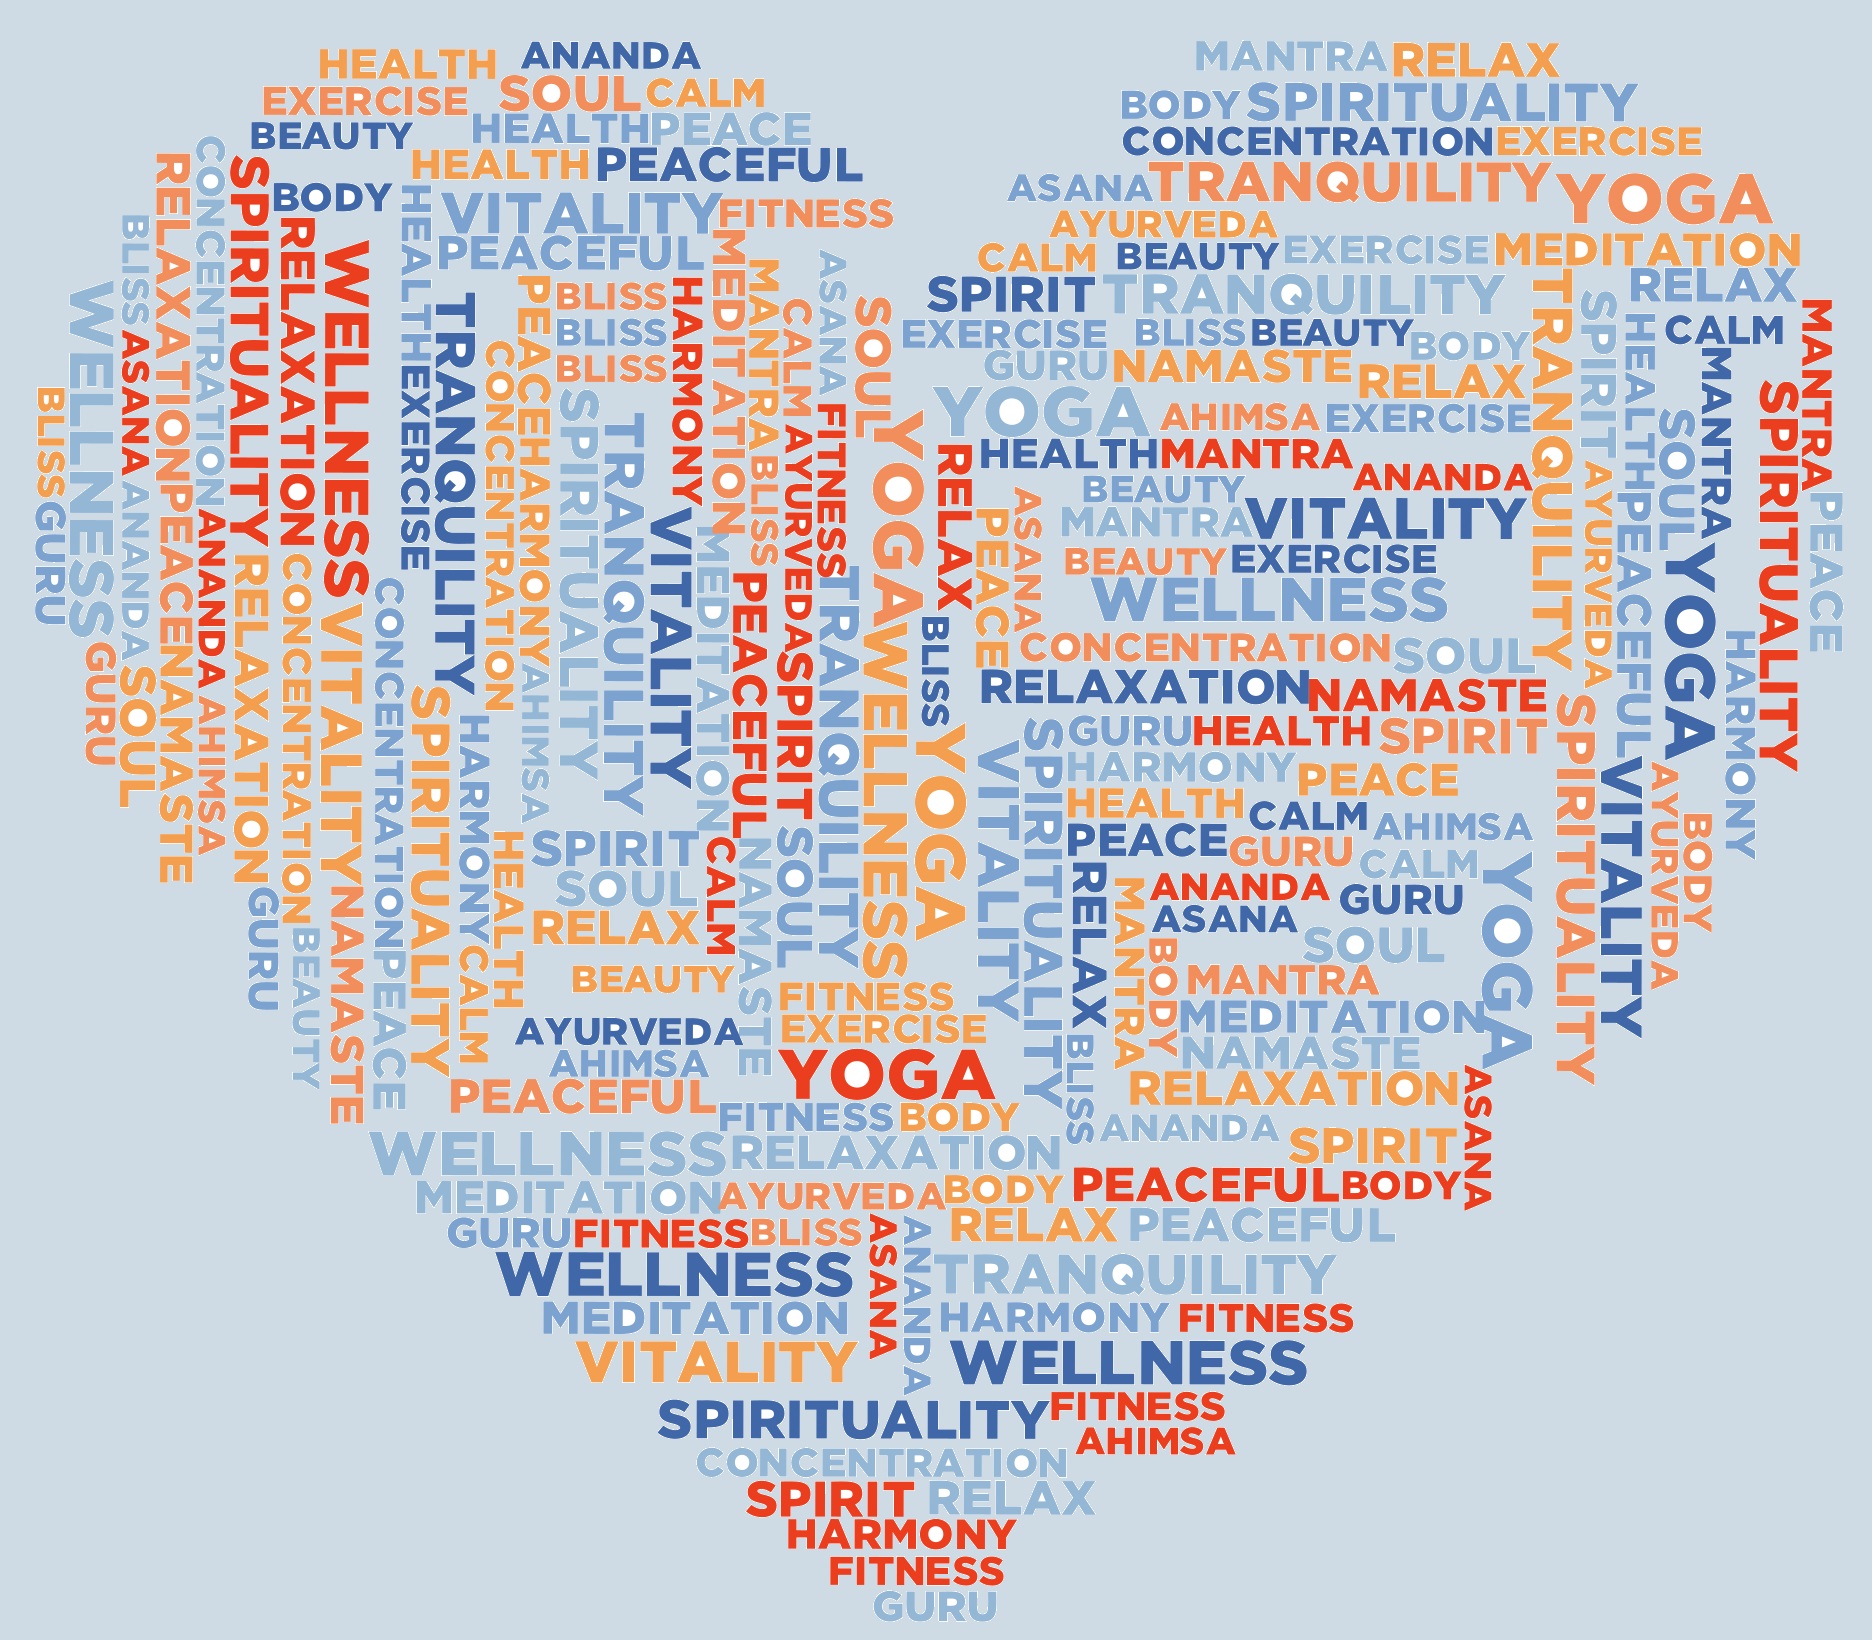 HEALTH ANANDA
EXERCISE SOUL CALM
BEAUTY HEALTH PEACE
HEALTH PEACEFUL
BODY VITALITY FITNESS
PEACEFUL
MANTRA RELAX
BODY SPIRITUALITY
CONCENTRATION EXERCISE
ASANA TRANQUILITY YOGA
AYURVEDA
CALM BEAUTY EXERCISE MEDITATION
SPIRIT TRANQUILITY RELAX
EXERCISE BLISS BEAUTY BODY CALM
GURU NAMASTE RELAX
YOGA AHIMSA EXERCISE
HEALTH MANTRA ANANDA
BEAUTY
MANTRA VITALITY
BEAUTY EXERCISE
WELLNESS
CONCENTRATION SOUL
RELAXATION NAMASTE
GURU HEALTH SPIRIT
HARMONY PEACE
HEALTH CALM
PEACE GURU AHIMSA
CALM
ANANDA GURU
ASANA
SOUL
MANTRA
MEDITATION
NAMASTE
RELAXATION
ANANDA SPIRIT
BLISS
GURU
WELLNESS
BLISS
ASANA
ANANDA
GURU
SOUL
RELAXATION
PEACE
NAMASTE
CONCENTRATION
ANANDA
AHIMSA
SPIRITUALITY
RELAXATION
GURU
RELAXATION
CONCENTRATION
BEAUTY
WELLNESS
VITALITY
NAMASTE
CONCENTRATION
PEACE
HEALTH
EXERCISE
SPIRITUALITY
TRANQUILITY
HARMONY
CALM
CONCENTRATION
HEALTH
PEACE
HARMONY
AHIMSA
BLISS
BLISS
BLISS
SPIRITUALITY
TRANQUILITY
VITALITY
HARMONY
MEDITATION
MEDITATION
PEACEFUL
CALM
MANTRA
BLISS
NAMASTE
CALM
AYURVEDA
SPIRIT
SOUL
ASANA
FITNESS
TRANQUILITY
SOUL
YOGA
WELLNESS
RELAX
BLISS
YOGA
PEACE
VITALITY
ASANA
SPIRITUALITY
RELAX
BLISS
MANTRA
BODY
YOGA
ASANA
TRANQUILITY
SPIRITUALITY
SPIRIT
AYURVEDA
VITALITY
HEALTH
PEACEFUL
AYURVEDA
SOUL
YOGA
BODY
MANTRA
HARMONY
SPIRITUALITY
MANTRA
PEACE
SPIRIT
SOUL
RELAX
BEAUTY
FITNESS
AYURVEDA EXERCISE
AHIMSA YOGA
PEACEFUL FITNESS BODY
WELLNESS RELAXATION
MEDITATION AYURVEDA BODY PEACEFUL BODY
GURU FITNESS BLISS RELAX PEACEFUL
ASANA
ANANDA
WELLNESS TRANQUILITY
MEDITATION HARMONY FITNESS
VITALITY WELLNESS
SPIRITUALITY FITNESS
AHIMSA
CONCENTRATION
SPIRIT RELAX
HARMONY
FITNESS
GURU